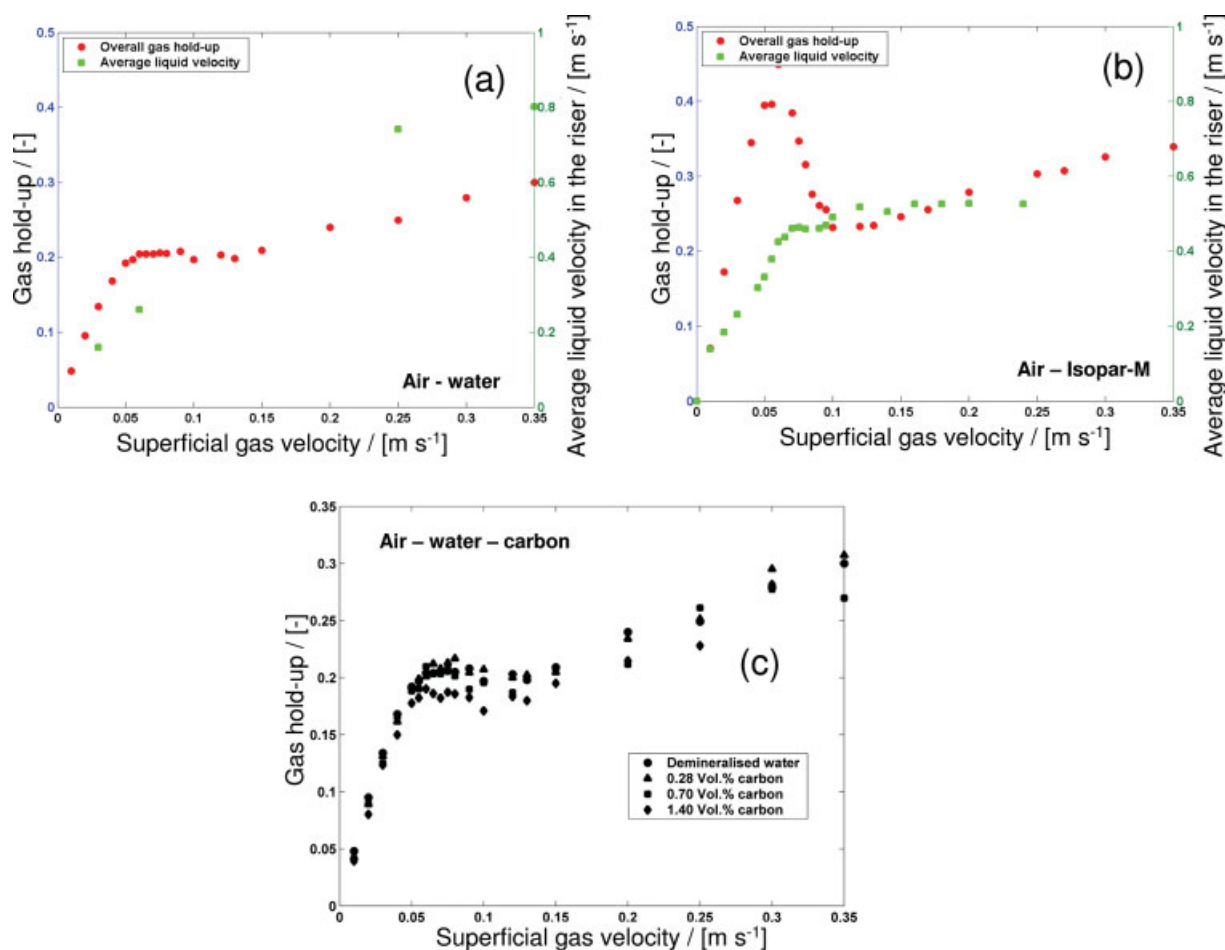 0.5
0.4
0.3
0.2
0.1
0
Gas hold-up / [-]
Overall gas hold-up
Average liquid velocity
(a)
Air - water
1
0.8
0.6
0.4
0.2
0
Average liquid velocity in the riser / [m s⁻¹]
0 0.05 0.1 0.15 0.2 0.25 0.3 0.35
Superficial gas velocity / [m s⁻¹]
0.5
0.4
0.3
0.2
0.1
0
Gas hold-up / [-]
Overall gas hold-up
Average liquid velocity
(b)
Air – Isopar-M
1
0.8
0.6
0.4
0.2
0
Average liquid velocity in the riser / [m s⁻¹]
0 0.05 0.1 0.15 0.2 0.25 0.3 0.35
Superficial gas velocity / [m s⁻¹]
0.35
0.3
0.25
0.2
0.15
0.1
0.05
0
Gas hold-up / [-]
Air – water – carbon
(c)
Demineralised water
0.28 Vol.% carbon
0.70 Vol.% carbon
1.40 Vol.% carbon
0 0.05 0.1 0.15 0.2 0.25 0.3 0.35
Superficial gas velocity / [m s⁻¹]